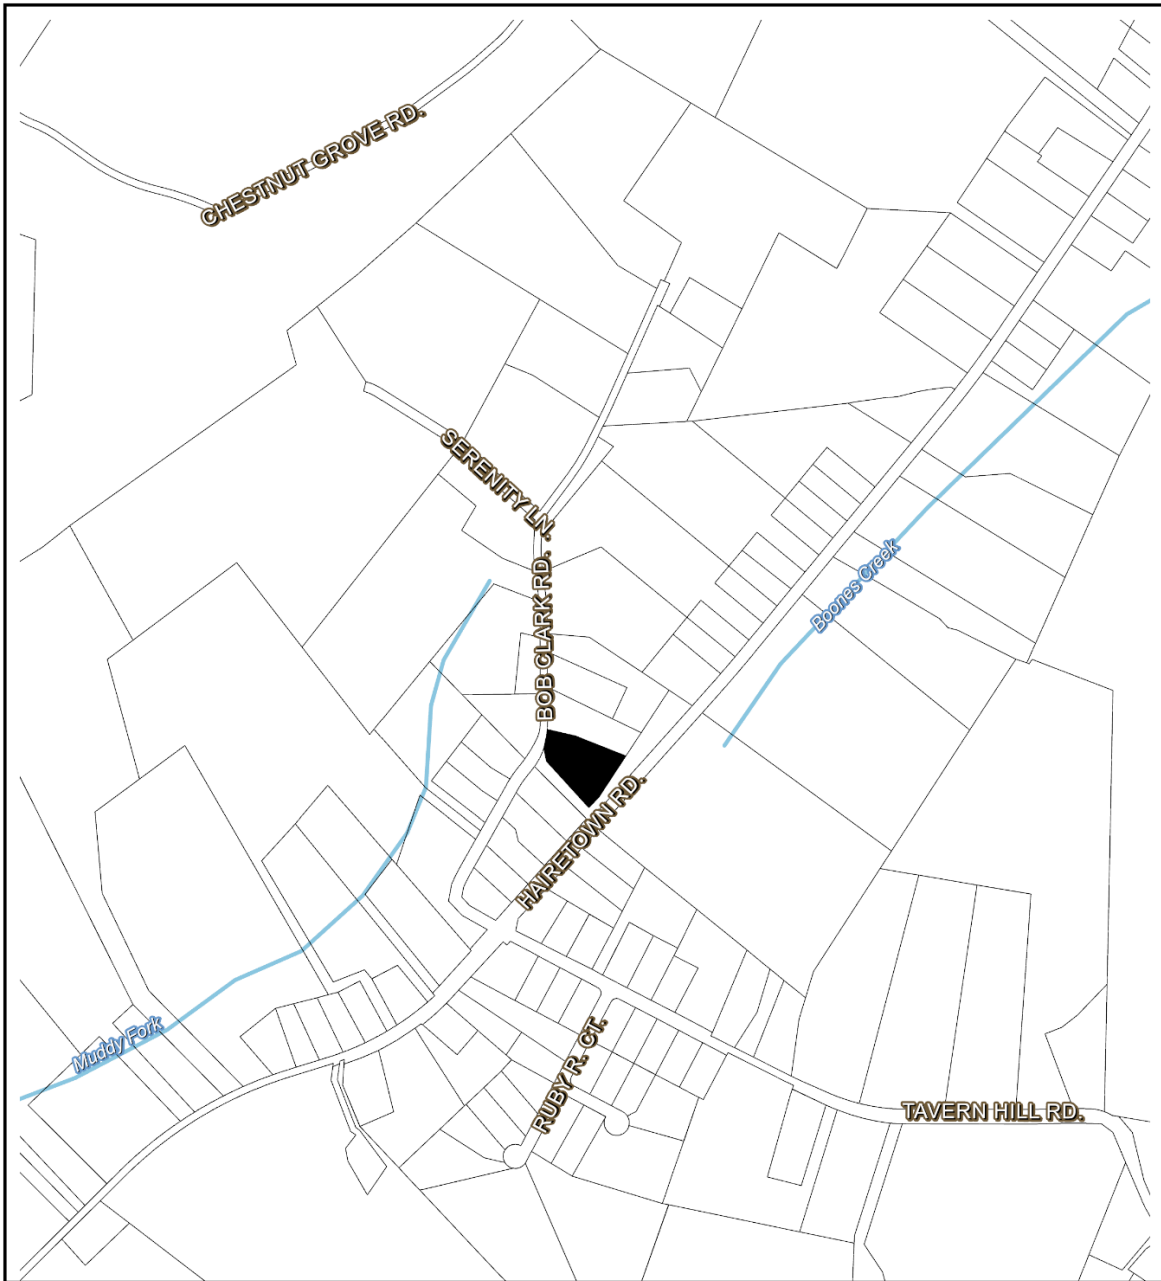 CHESTNUT GROVE RD.
SERENITY LN.
BOB CLARK RD.
Boones Creek
HAIRETOWN RD.
Muddy Fork
RUBY R. CT.
TAVERN HILL RD.